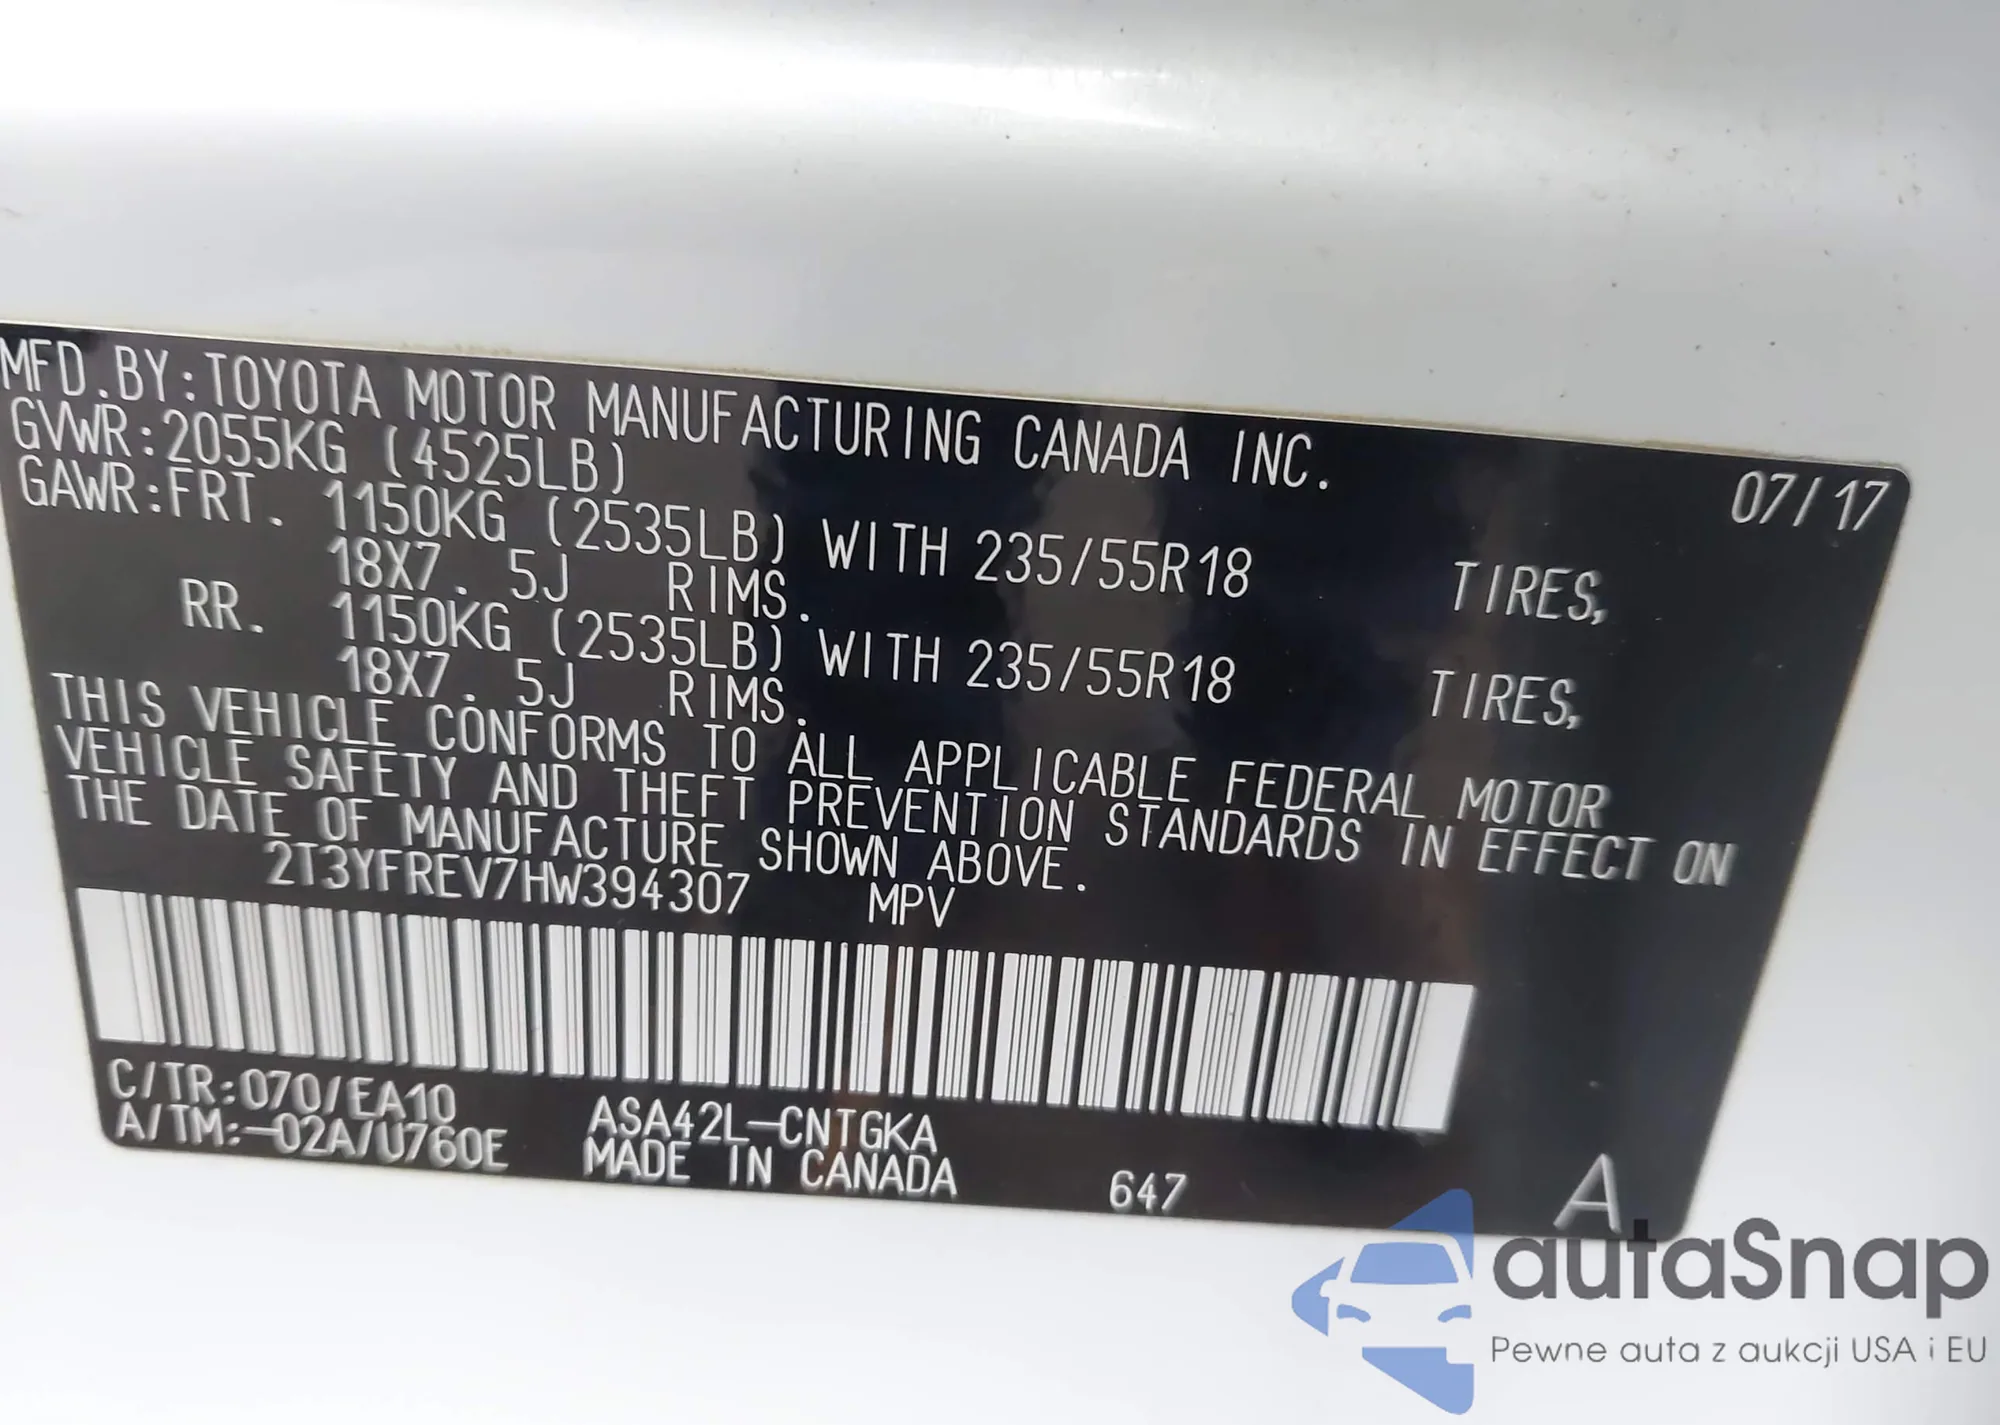 MFD.BY:TOYOTA MOTOR MANUFACTURING CANADA INC. 07/17
GVWR:2055KG (4525LB)
GAWR:FRT. 1150KG (2535LB) WITH 235/55R18 TIRES,
18X7.5J RIMS.
RR. 1150KG (2535LB) WITH 235/55R18 TIRES,
18X7.5J RIMS.
THIS VEHICLE CONFORMS TO ALL APPLICABLE FEDERAL MOTOR
VEHICLE SAFETY AND THEFT PREVENTION STANDARDS IN EFFECT ON
THE DATE OF MANUFACTURE SHOWN ABOVE.
2T3YFREV7HW394307 MPV
C/TR:070/EA10 ASA42L-CNTGKA
A/TM:-02A/U760E MADE IN CANADA 647 A
autaSnap
Pewne auta z aukcji USA i EU